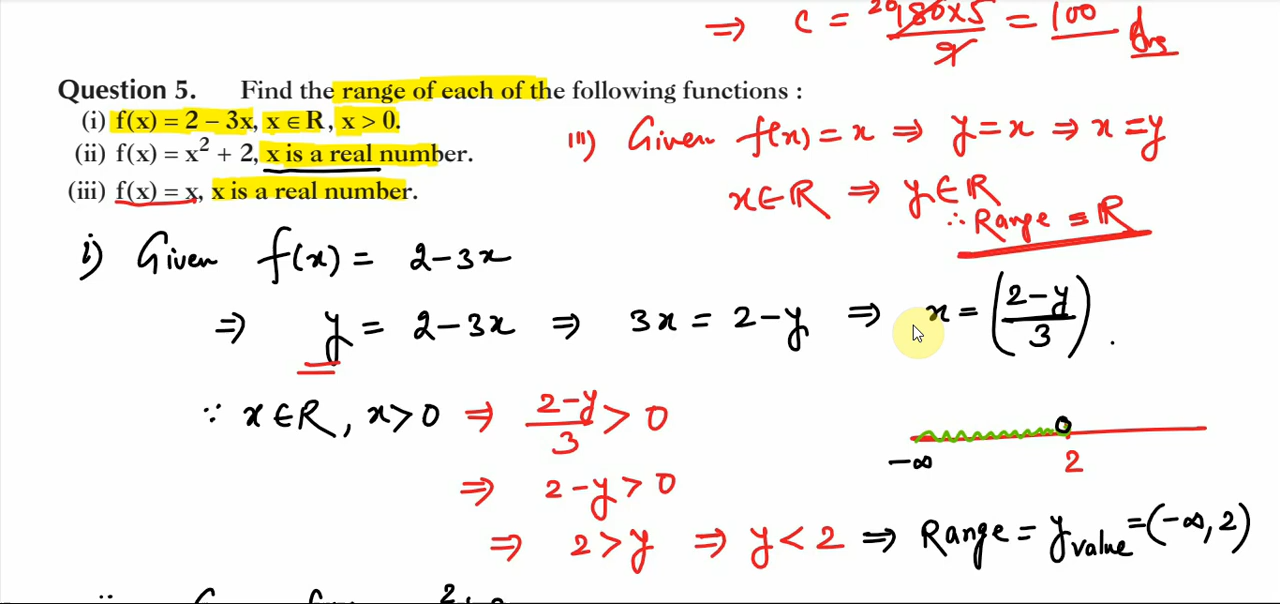 ⇒ C = 20 180×5 / 9 = 100 Ans
Question 5. Find the range of each of the following functions :
(i) f(x) = 2 – 3x, x ∈ R, x > 0.
(ii) f(x) = x² + 2, x is a real number.
(iii) f(x) = x, x is a real number.
iii) Given f(x) = x ⇒ y = x ⇒ x = y
x ∈ R ⇒ y ∈ R
∴ Range = R
i) Given f(x) = 2-3x
⇒ y = 2-3x ⇒ 3x = 2-y ⇒ x = (2-y / 3).
∵ x ∈ R, x > 0 ⇒ 2-y / 3 > 0
-∞ 2
⇒ 2-y > 0
⇒ 2 > y ⇒ y < 2 ⇒ Range = y value = (-∞, 2)